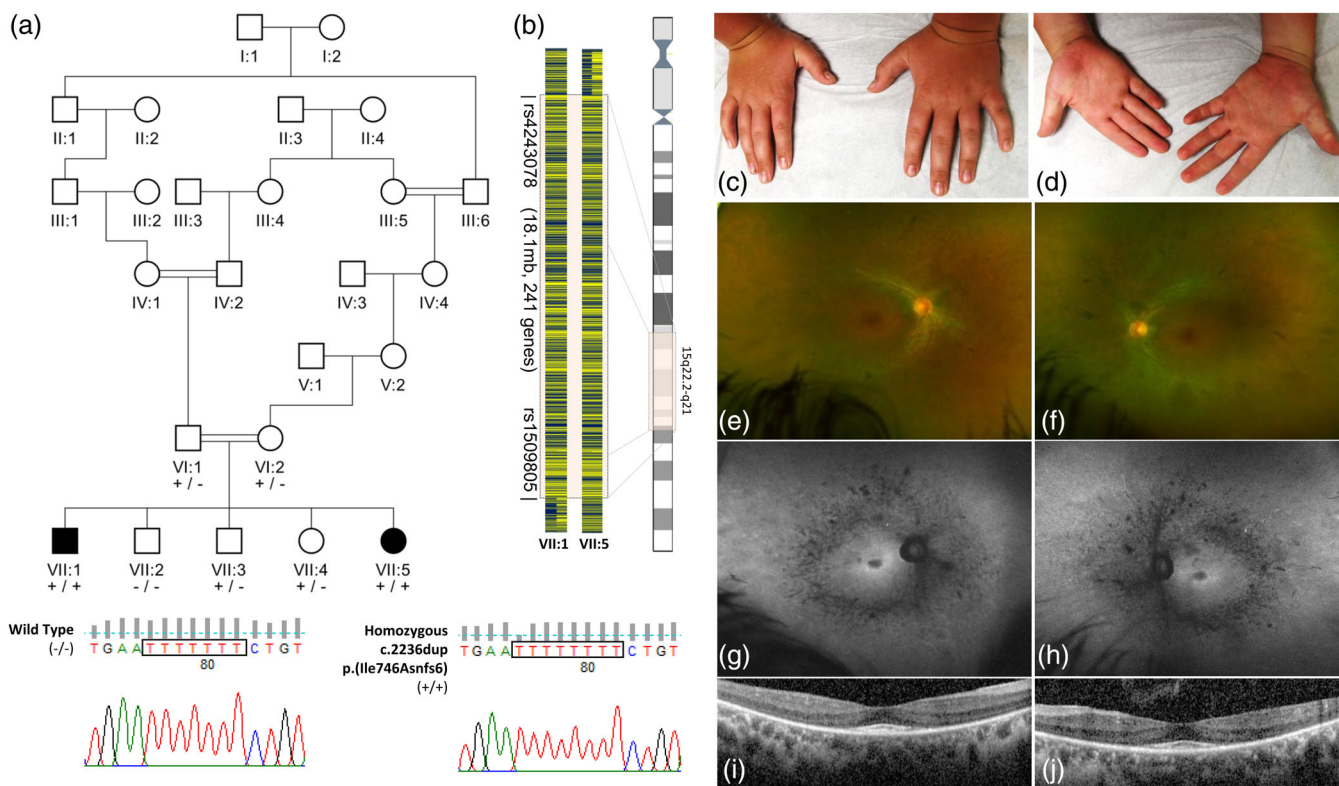 (a)
I:1
I:2
II:1
II:2
II:3
II:4
III:1
III:2
III:3
III:4
III:5
III:6
IV:1
IV:2
IV:3
IV:4
V:1
V:2
VI:1
+ / -
VI:2
+ / -
VII:1
+ / +
VII:2
- / -
VII:3
+ / -
VII:4
+ / -
VII:5
+ / +
Wild Type
(-/-)
TGAATTTTTTTCTGT
80
Homozygous
c.2236dup
p.(Ile746Asnfs6)
(+/+)
TGAATTTTTTTTCTGT
80
(b)
| rs4243078 (18.1mb, 241 genes) rs1509805 |
VII:1
VII:5
15q22.2-q21
(c)
(d)
(e)
(f)
(g)
(h)
(i)
(j)